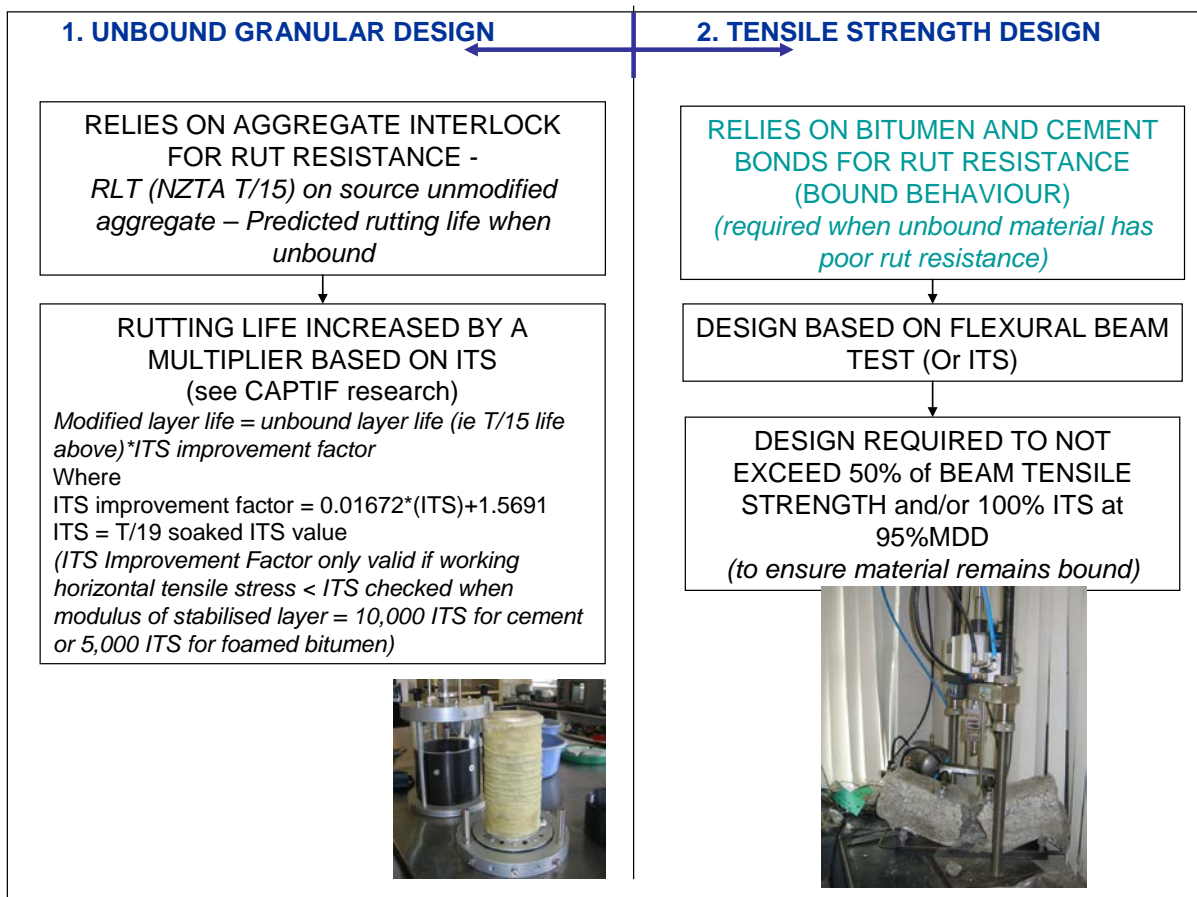 1. UNBOUND GRANULAR DESIGN
RELIES ON AGGREGATE INTERLOCK
FOR RUT RESISTANCE -
RLT (NZTA T/15) on source unmodified
aggregate – Predicted rutting life when
unbound
RUTTING LIFE INCREASED BY A
MULTIPLIER BASED ON ITS
(see CAPTIF research)
Modified layer life = unbound layer life (ie T/15 life
above)*ITS improvement factor
Where
ITS improvement factor = 0.01672*(ITS)+1.5691
ITS = T/19 soaked ITS value
(ITS Improvement Factor only valid if working
horizontal tensile stress < ITS checked when
modulus of stabilised layer = 10,000 ITS for cement
or 5,000 ITS for foamed bitumen)
2. TENSILE STRENGTH DESIGN
RELIES ON BITUMEN AND CEMENT
BONDS FOR RUT RESISTANCE
(BOUND BEHAVIOUR)
(required when unbound material has
poor rut resistance)
DESIGN BASED ON FLEXURAL BEAM
TEST (Or ITS)
DESIGN REQUIRED TO NOT
EXCEED 50% of BEAM TENSILE
STRENGTH and/or 100% ITS at
95%MDD
(to ensure material remains bound)